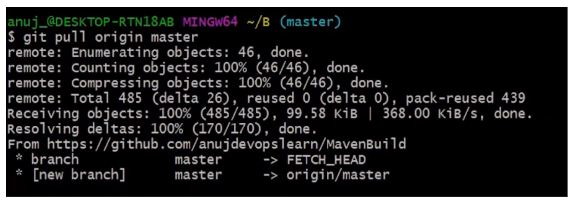 anuj_@DESKTOP-RTN18AB MINGW64 ~/B (master)
$ git pull origin master
remote: Enumerating objects: 46, done.
remote: Counting objects: 100% (46/46), done.
remote: Compressing objects: 100% (46/46), done.
remote: Total 485 (delta 26), reused 0 (delta 0), pack-reused 439
Receiving objects: 100% (485/485), 99.58 KiB | 368.00 KiB/s, done.
Resolving deltas: 100% (170/170), done.
From https://github.com/anujdevopslearn/MavenBuild
 * branch            master     -> FETCH_HEAD
 * [new branch]      master     -> origin/master